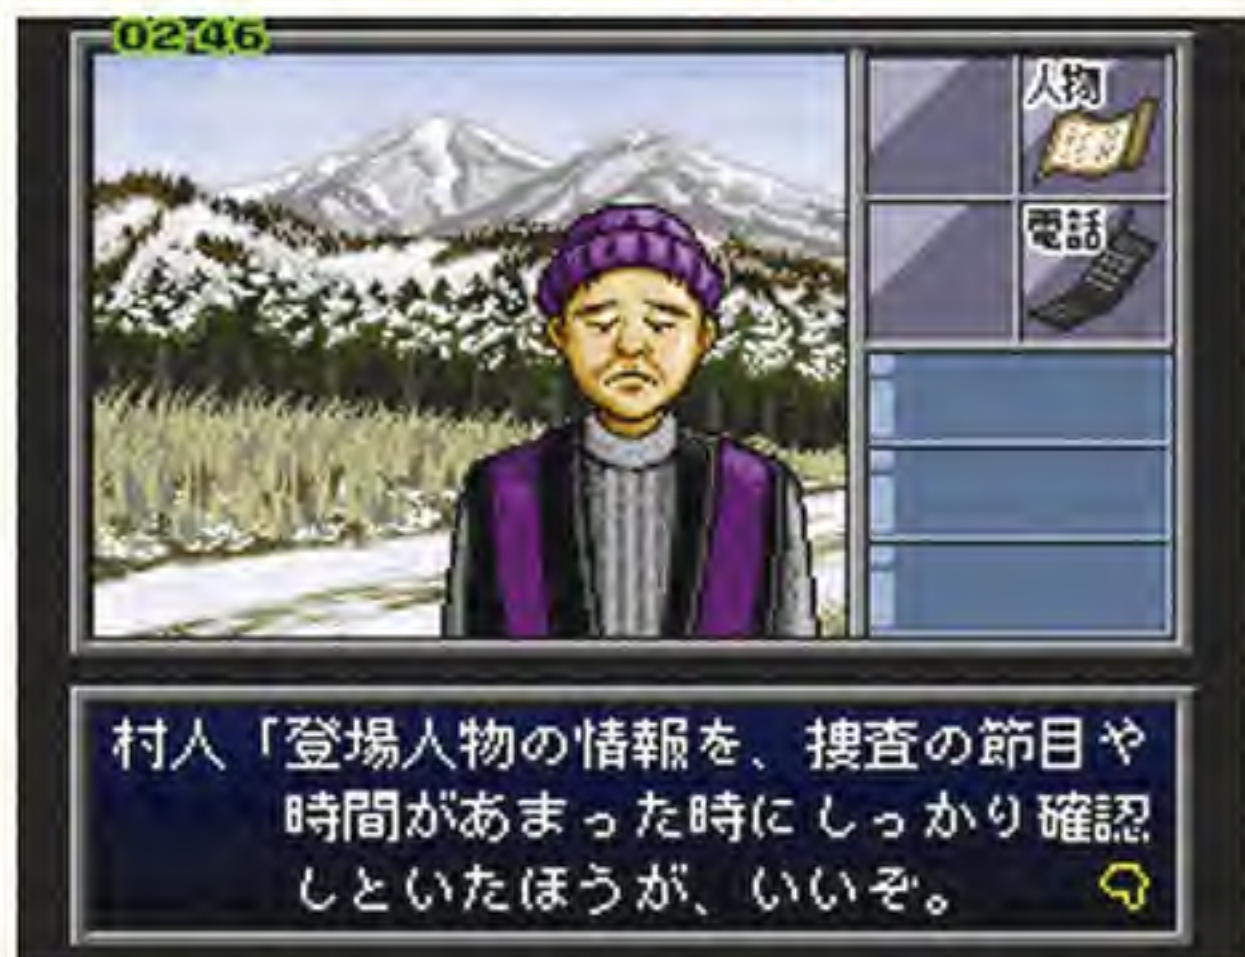 02 46
人物
電話
村人「登場人物の情報を、捜査の節目や
時間があまった時にしっかり確認
しといたほうが、いいぞ。